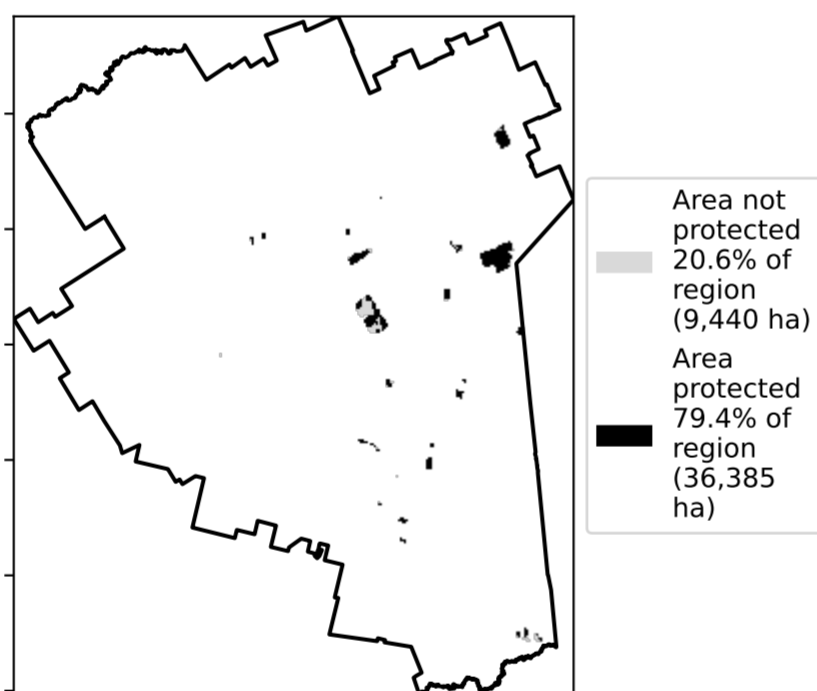 Area not
protected
20.6% of
region
(9,440 ha)
Area
protected
79.4% of
region
(36,385
ha)